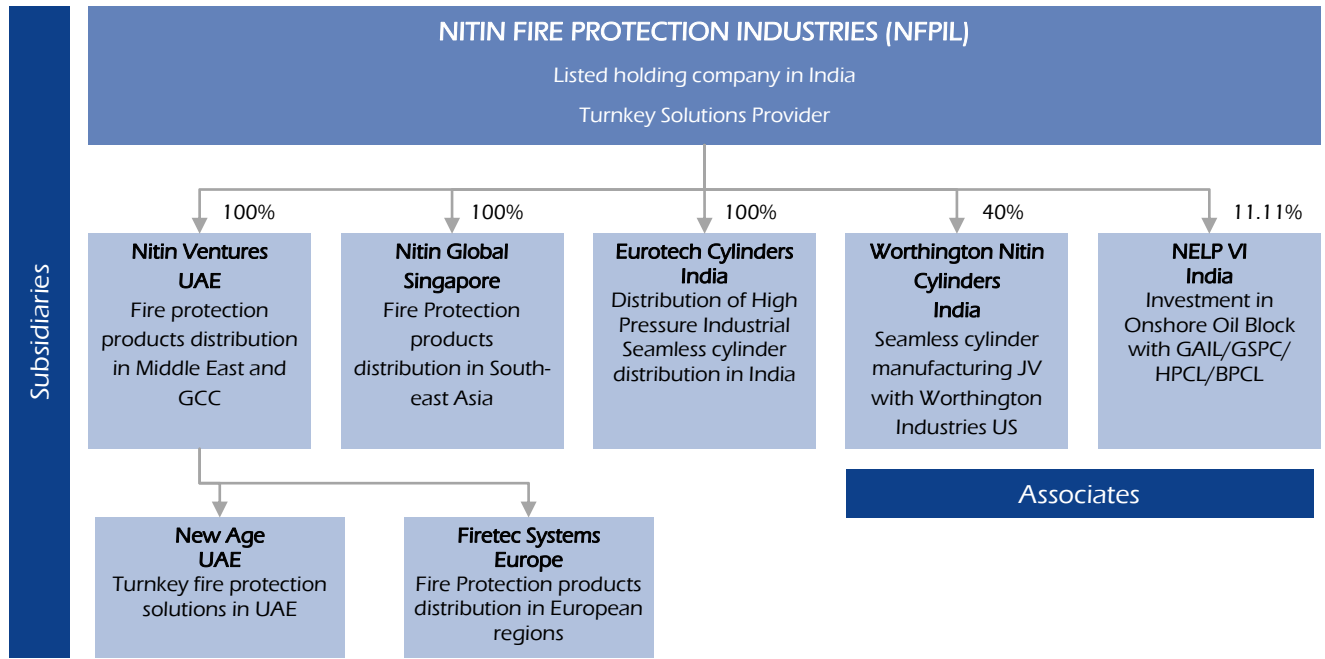 NITIN FIRE PROTECTION INDUSTRIES (NFPIL)
Listed holding company in India
Turnkey Solutions Provider
Subsidiaries
100%
100%
100%
40%
11.11%
Nitin Ventures
UAE
Fire protection
products distribution
in Middle East and
GCC
Nitin Global
Singapore
Fire Protection
products
distribution in South-
east Asia
Eurotech Cylinders
India
Distribution of High
Pressure Industrial
Seamless cylinder
distribution in India
Worthington Nitin
Cylinders
India
Seamless cylinder
manufacturing JV
with Worthington
Industries US
NELP VI
India
Investment in
Onshore Oil Block
with GAIL/GSPC/
HPCL/BPCL
Associates
New Age
UAE
Turnkey fire protection
solutions in UAE
Firetec Systems
Europe
Fire Protection products
distribution in European
regions